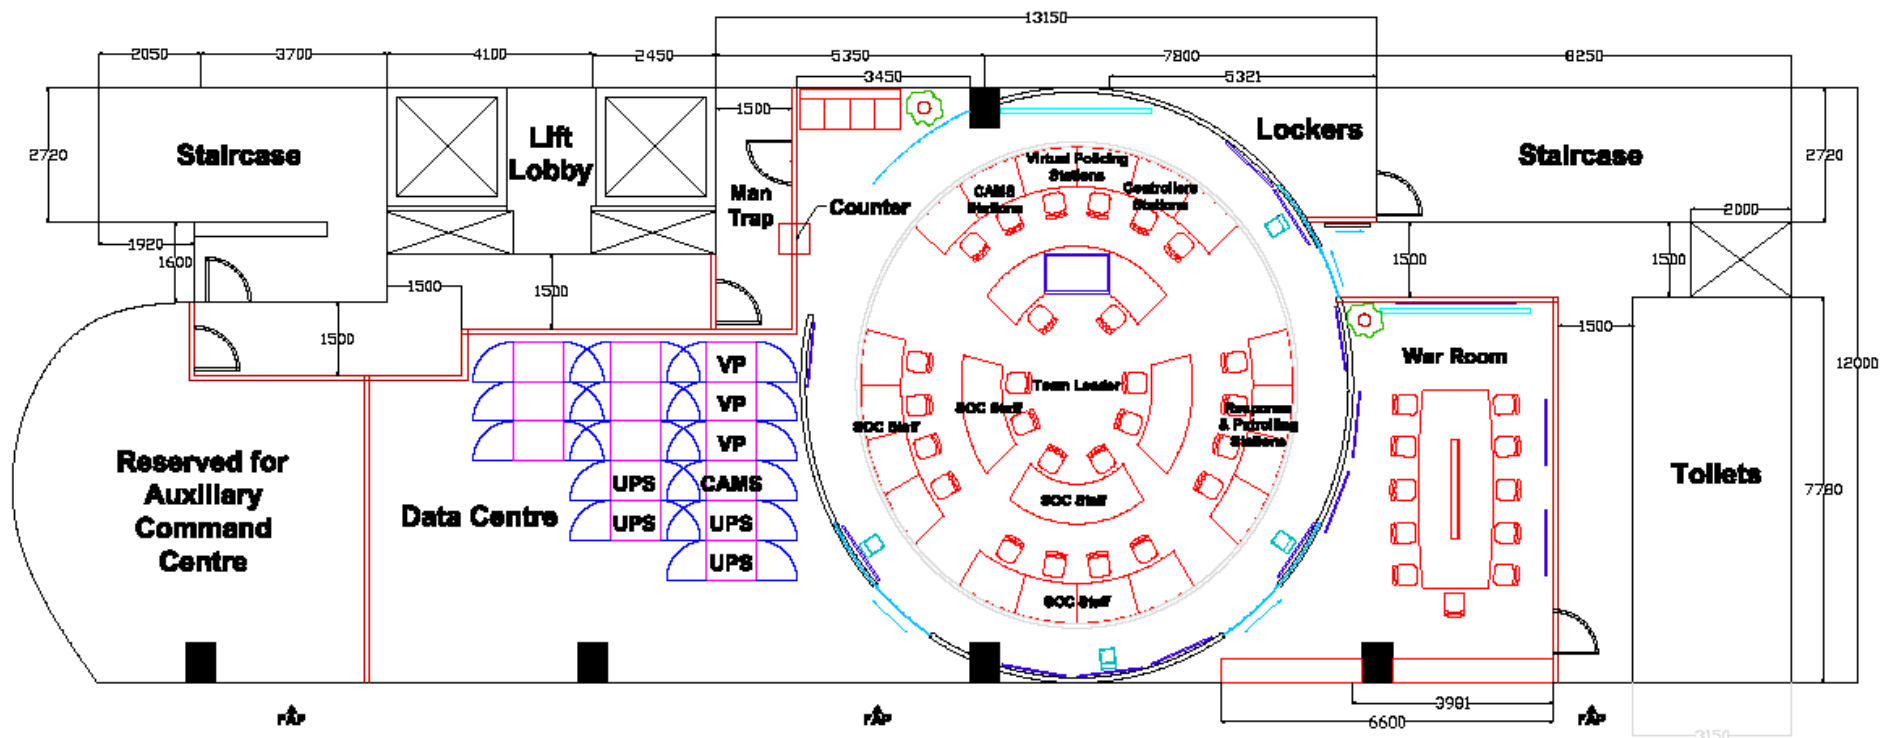 13150
2050
3700
4100
2450
5350
7800
8250
3450
5321
1500
2720
Staircase
Lift
Lobby
Man
Trap
Counter
Lockers
Staircase
2720
Virtual Policing
Stations
CAMS
Stations
Controllers
Stations
2000
1920
1600
1500
1500
1500
1500
1500
1500
12000
VP
VP
VP
UPS
CAMS
UPS
UPS
UPS
Team Leader
SOC Staff
SOC Staff
Response
& Patrolling
Stations
SOC Staff
SOC Staff
War Room
Reserved for
Auxillary
Command
Centre
Data Centre
Toilets
7780
FAP
FAP
FAP
3981
6600
3150